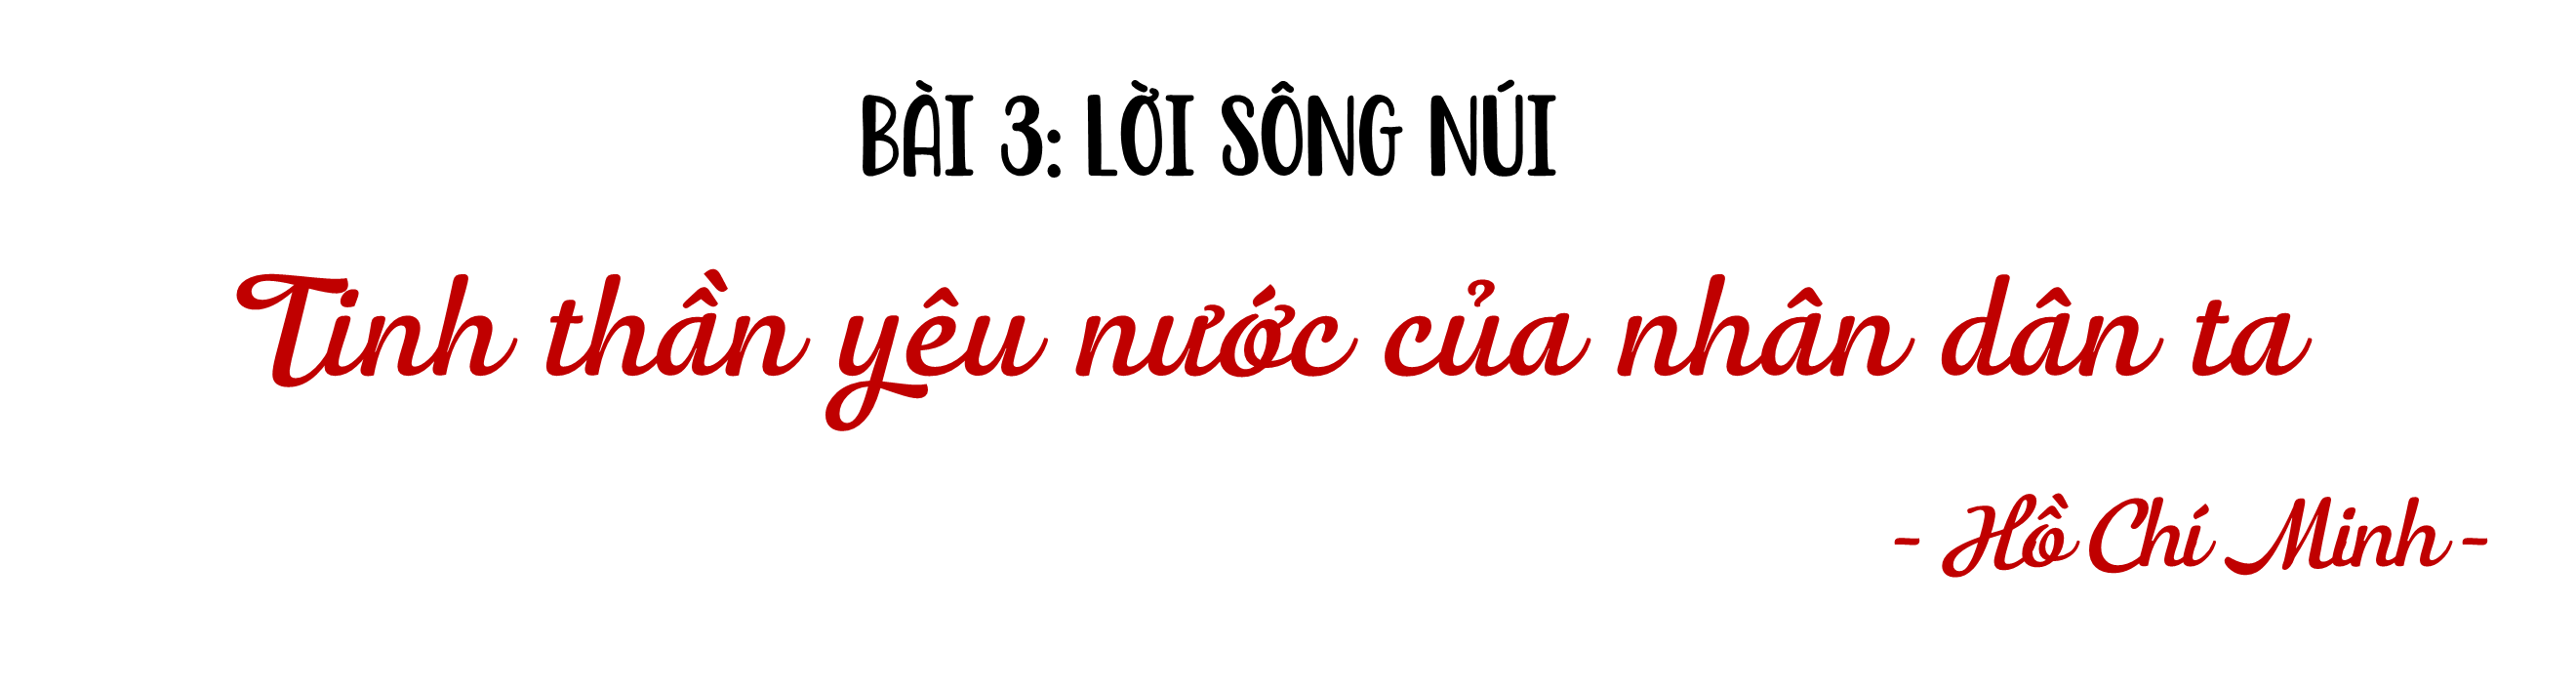 BÀI 3: LỜI SÔNG NÚI
Tinh thần yêu nước của nhân dân ta
- Hồ Chí Minh -